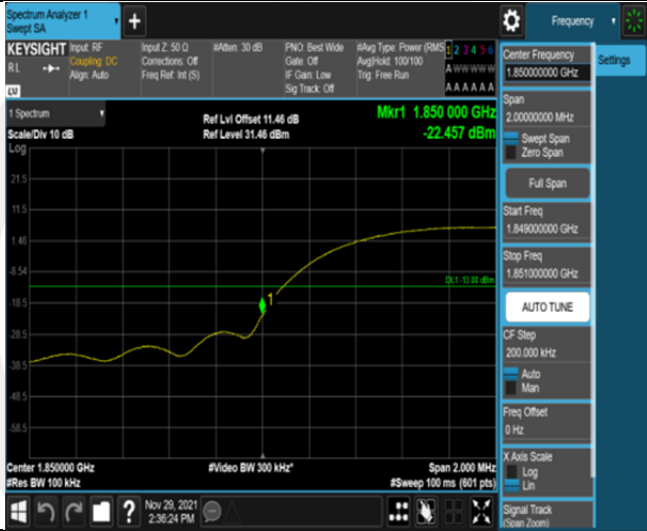 Spectrum Analyzer 1
Swept SA
Frequency
KEYSIGHT Input: RF Input Z: 50 Ω #Atten: 30 dB PNO: Best Wide #Avg Type: Power (RMS 1 2 3 4 5 6
RL Coupling: DC Corrections: Off Gate: Off Avg|Hold: 100/100 A W W W W W
Align: Auto Freq Ref: Int (S) IF Gain: Low Trig: Free Run
Sig Track: Off A A A A A A
1 Spectrum
Scale/Div 10 dB
Log
Ref Lvl Offset 11.46 dB
Ref Level 31.46 dBm
Mkr1 1.850 000 GHz
-22.457 dBm
21.5
11.5
1.46
-8.54
-18.5
-28.5
-38.5
-48.5
-58.5
DL1 -13.00 dBm
1
Center 1.850000 GHz #Video BW 300 kHz* Span 2.000 MHz
#Res BW 100 kHz #Sweep 100 ms (601 pts)
Nov 29, 2021
2:36:24 PM
Center Frequency
1.850000000 GHz
Settings
Span
2.00000000 MHz
Swept Span
Zero Span
Full Span
Start Freq
1.849000000 GHz
Stop Freq
1.851000000 GHz
AUTO TUNE
CF Step
200.000 kHz
Auto
Man
Freq Offset
0 Hz
X Axis Scale
Log
Lin
Signal Track
(Span Zoom)